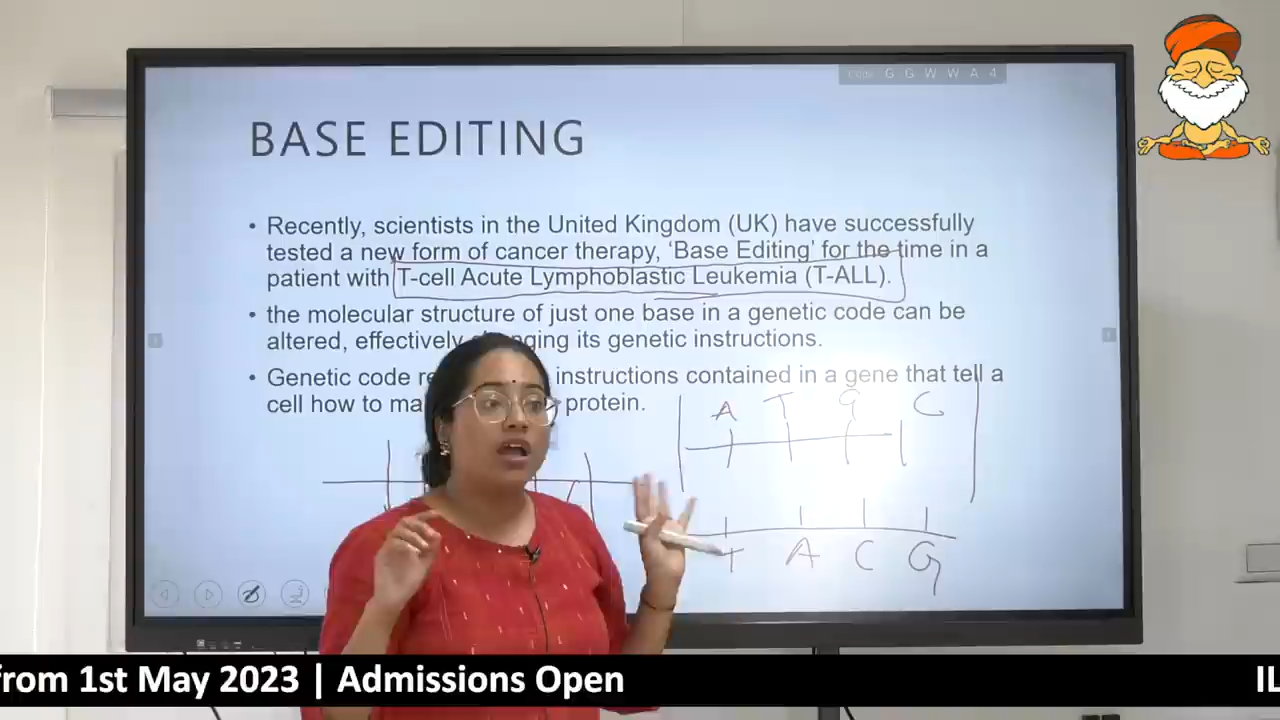 Code: G G W W A 4
BASE EDITING
• Recently, scientists in the United Kingdom (UK) have successfully
tested a new form of cancer therapy, ‘Base Editing’ for the time in a
patient with T-cell Acute Lymphoblastic Leukemia (T-ALL).
• the molecular structure of just one base in a genetic code can be
altered, effectively its genetic instructions.
• Genetic code instructions contained in a gene that tell a
cell how to protein.
A T G C
T A C G
from 1st May 2023 | Admissions Open
IL